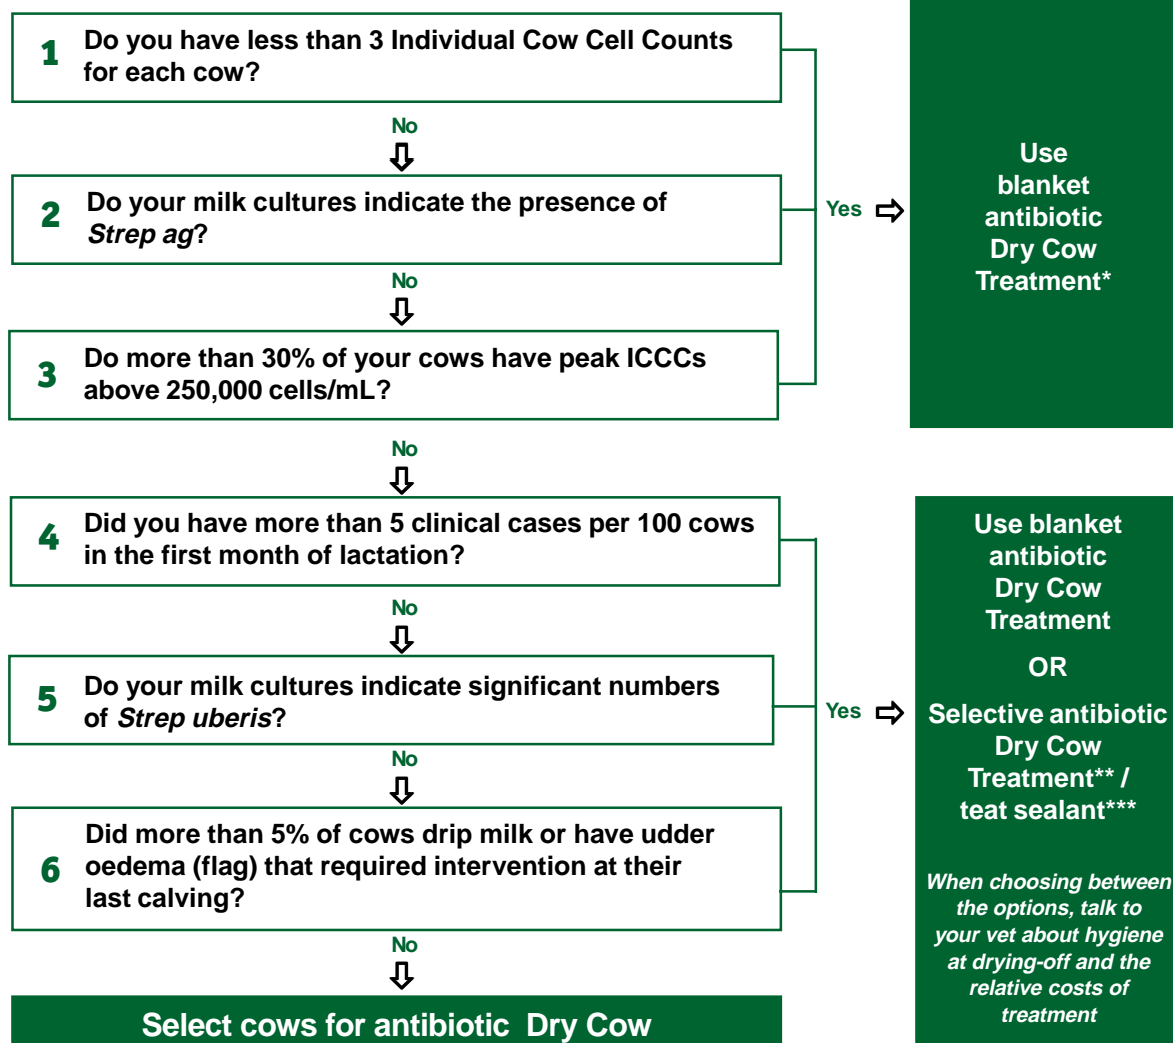 1 Do you have less than 3 Individual Cow Cell Counts
for each cow?
No
2 Do your milk cultures indicate the presence of
Strep ag?
Yes
Use
blanket
antibiotic
Dry Cow
Treatment*
No
3 Do more than 30% of your cows have peak ICCCs
above 250,000 cells/mL?
No
4 Did you have more than 5 clinical cases per 100 cows
in the first month of lactation?
No
5 Do your milk cultures indicate significant numbers
of Strep uberis?
Yes
Use blanket
antibiotic
Dry Cow
Treatment
OR
Selective antibiotic
Dry Cow
Treatment** /
teat sealant***
When choosing between
the options, talk to
your vet about hygiene
at drying-off and the
relative costs of
treatment
No
6 Did more than 5% of cows drip milk or have udder
oedema (flag) that required intervention at their
last calving?
No
Select cows for antibiotic Dry Cow